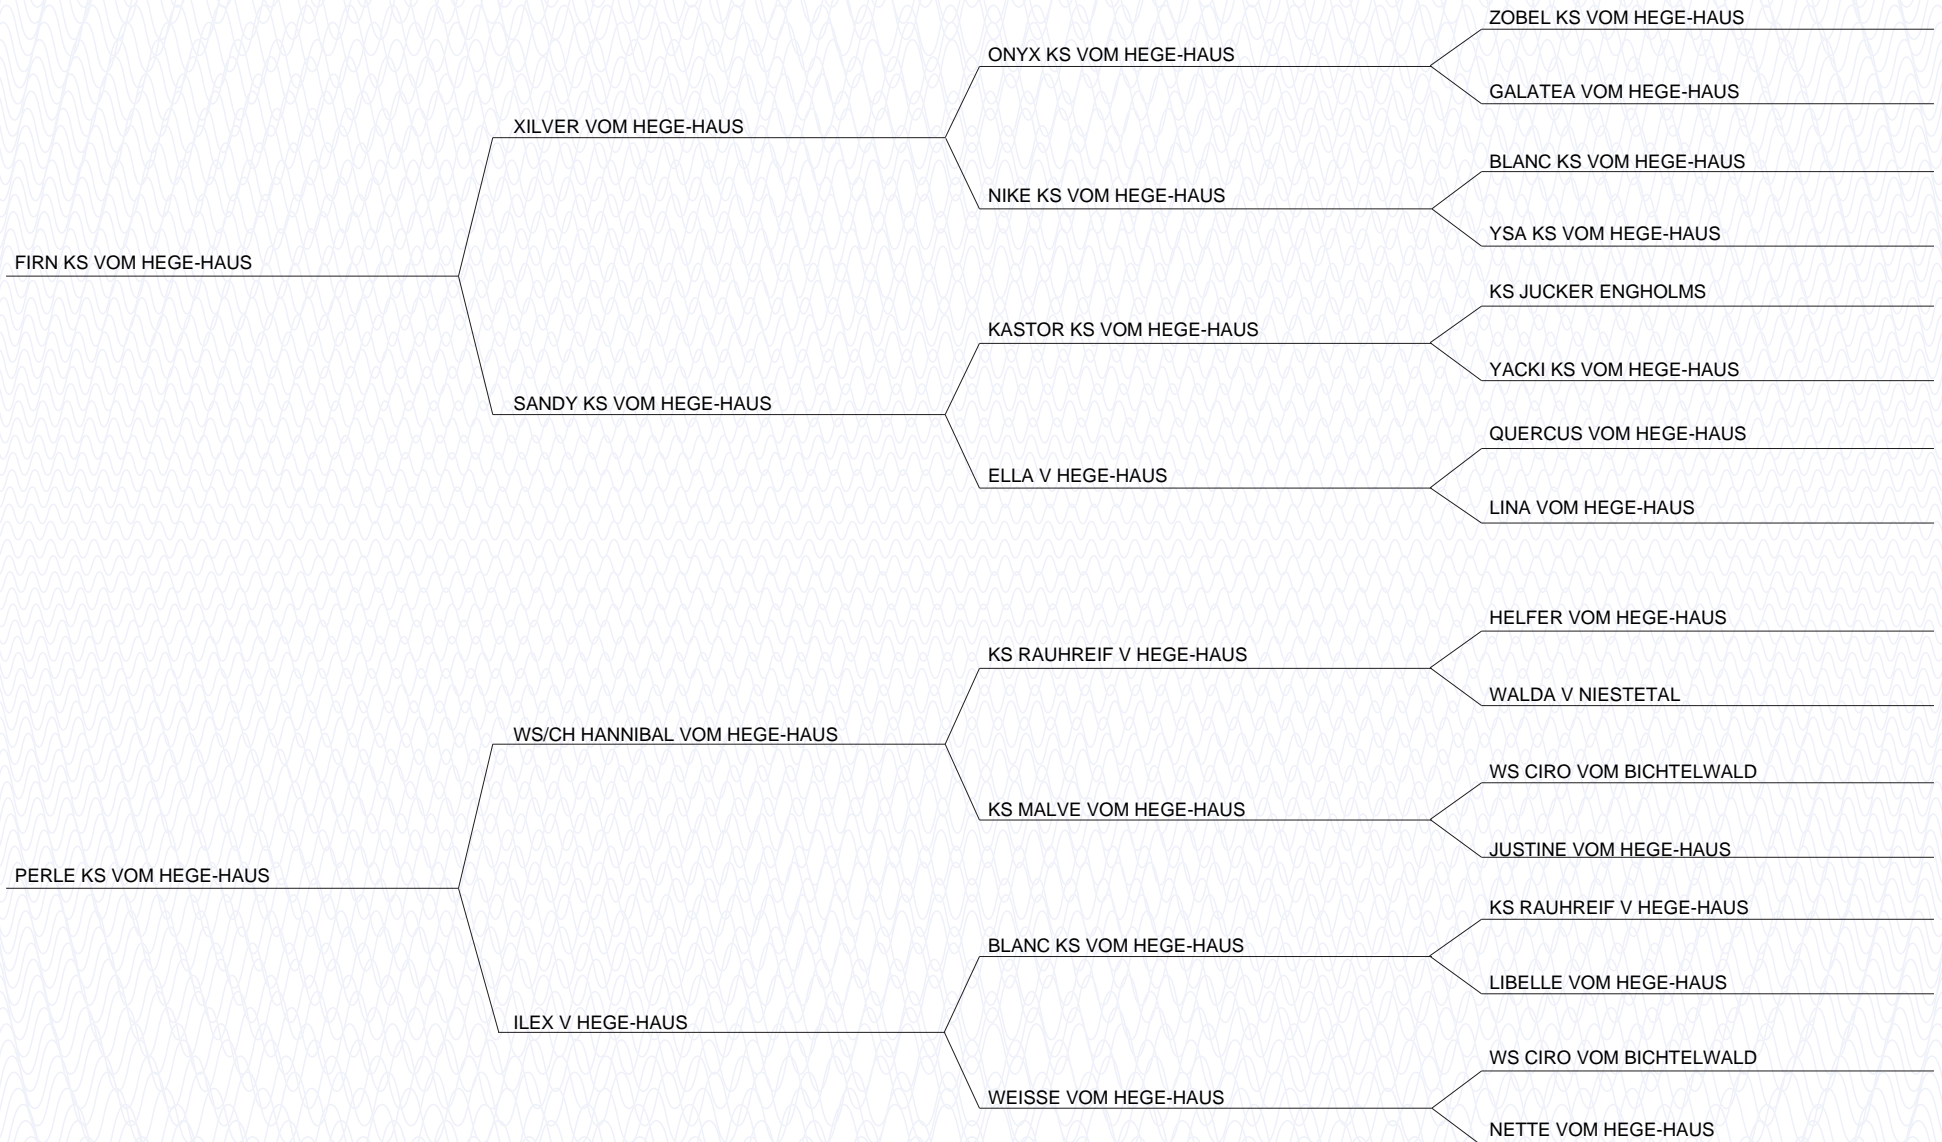 ZOBEL KS VOM HEGE-HAUS
ONYX KS VOM HEGE-HAUS
GALATEA VOM HEGE-HAUS
XILVER VOM HEGE-HAUS
BLANC KS VOM HEGE-HAUS
NIKE KS VOM HEGE-HAUS
YSA KS VOM HEGE-HAUS
FIRN KS VOM HEGE-HAUS
KS JUCKER ENGHOLMS
KASTOR KS VOM HEGE-HAUS
YACKI KS VOM HEGE-HAUS
SANDY KS VOM HEGE-HAUS
QUERCUS VOM HEGE-HAUS
ELLA V HEGE-HAUS
LINA VOM HEGE-HAUS
HELFER VOM HEGE-HAUS
KS RAUHREIF V HEGE-HAUS
WALDA V NIESTETAL
WS/CH HANNIBAL VOM HEGE-HAUS
WS CIRO VOM BICHTELWALD
KS MALVE VOM HEGE-HAUS
JUSTINE VOM HEGE-HAUS
PERLE KS VOM HEGE-HAUS
KS RAUHREIF V HEGE-HAUS
BLANC KS VOM HEGE-HAUS
LIBELLE VOM HEGE-HAUS
ILEX V HEGE-HAUS
WS CIRO VOM BICHTELWALD
WEISSE VOM HEGE-HAUS
NETTE VOM HEGE-HAUS